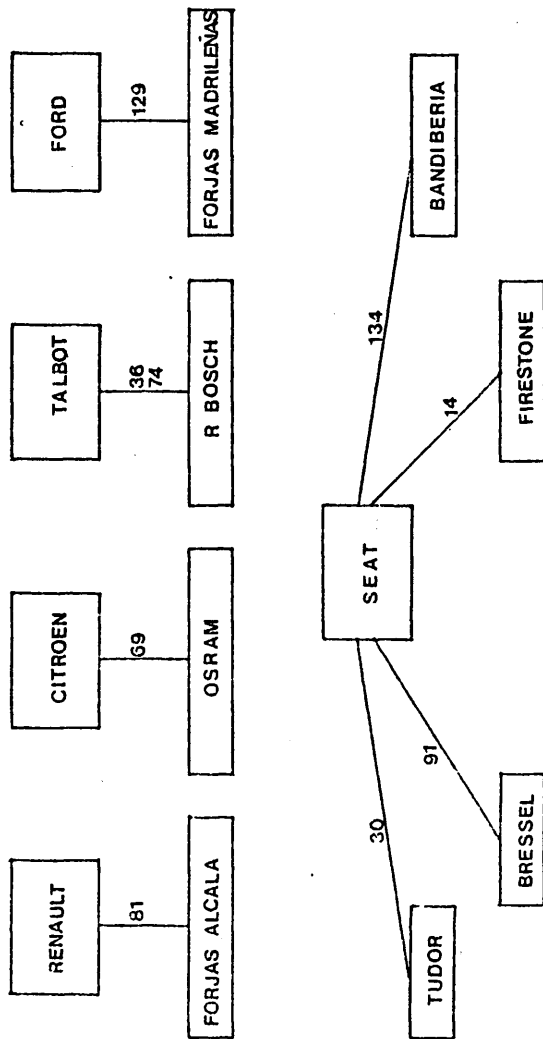 RENAULT
CITROEN
TALBOT
FORD
81
69
36
74
129
FORJAS ALCALA
OSRAM
R BOSCH
FORJAS MADRILEÑAS
SEAT
30
91
14
134
TUDOR
BRESSEL
FIRESTONE
BANDIBERIA